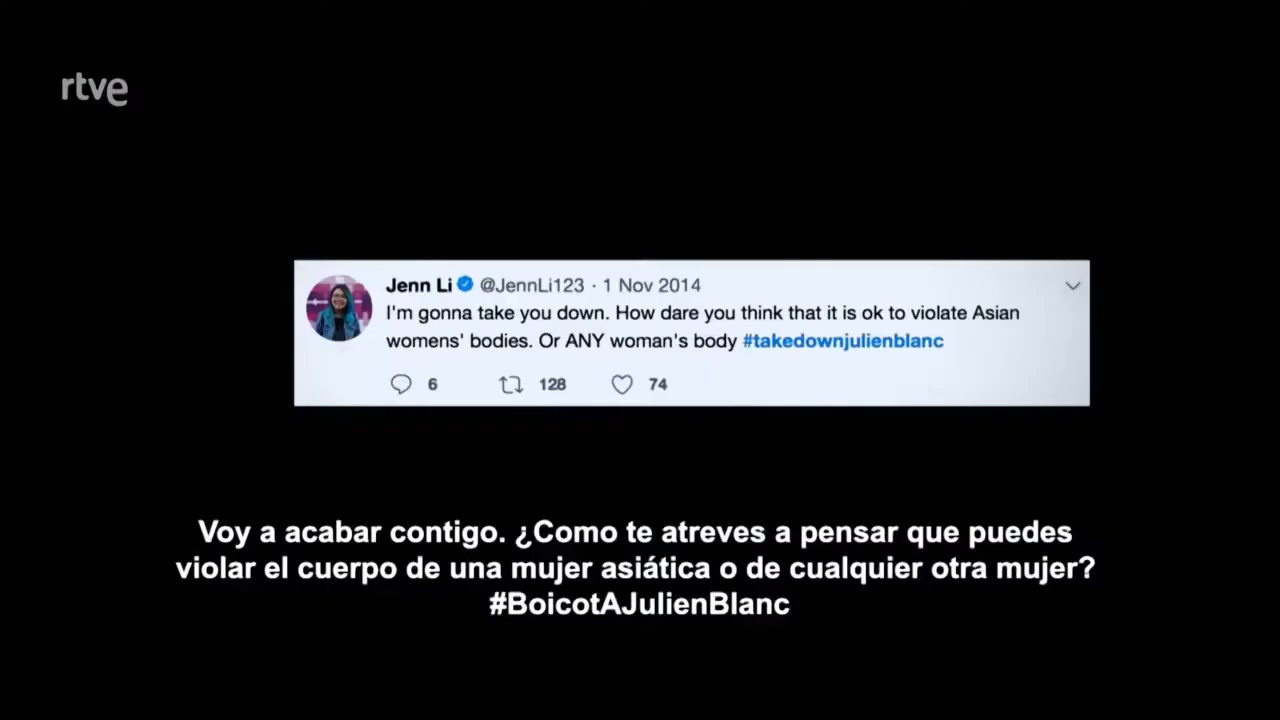 rtve
Jenn Li @JennLi123 · 1 Nov 2014
I'm gonna take you down. How dare you think that it is ok to violate Asian
womens' bodies. Or ANY woman's body #takedownjulienblanc
6 128 74
Voy a acabar contigo. ¿Como te atreves a pensar que puedes
violar el cuerpo de una mujer asiática o de cualquier otra mujer?
#BoicotAJulienBlanc